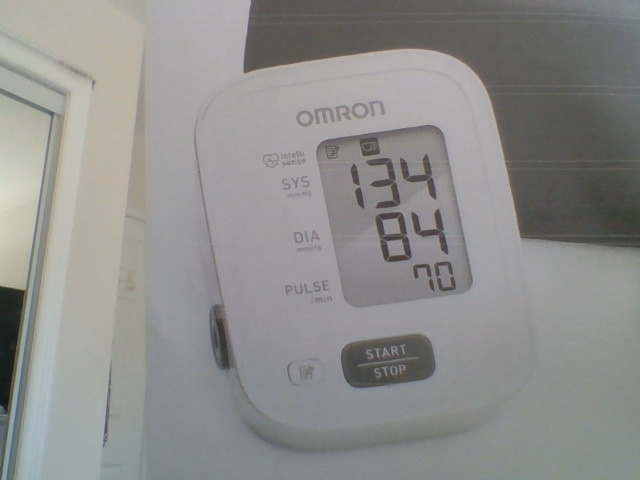 OMRON
intelli
sense
SYS
mmHg
134
DIA
mmHg
84
PULSE
/min
70
START
STOP